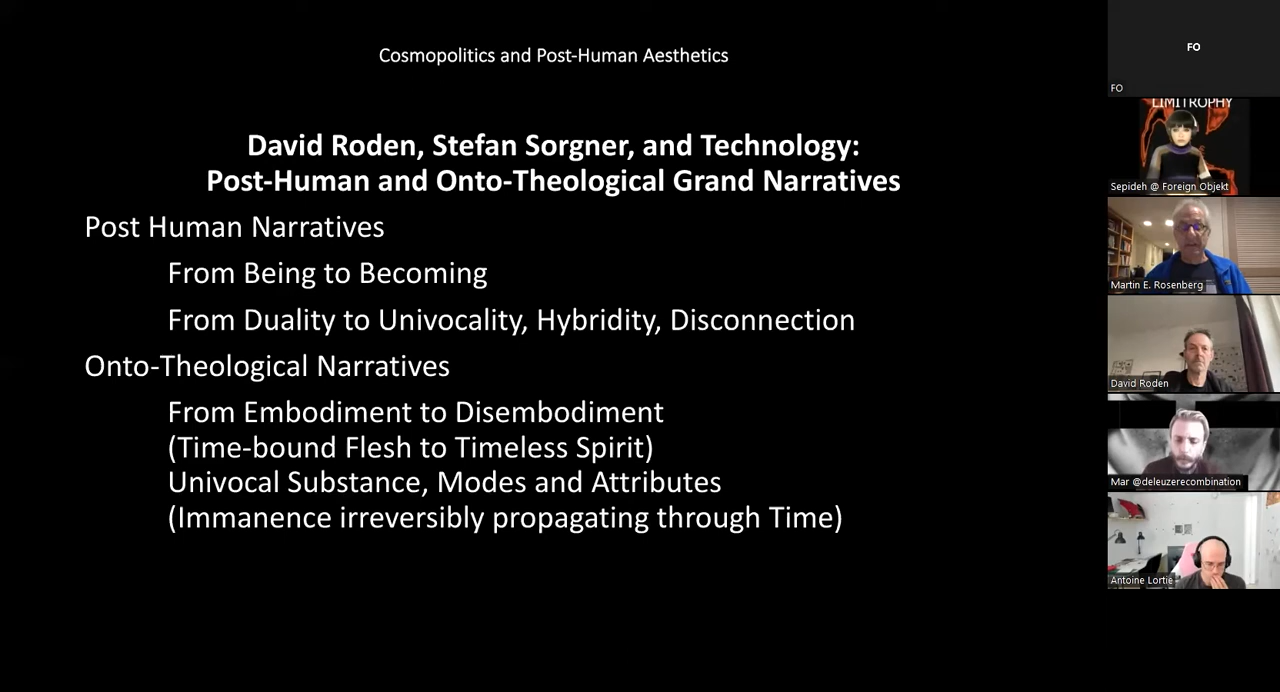 Cosmopolitics and Post-Human Aesthetics
David Roden, Stefan Sorgner, and Technology:
Post-Human and Onto-Theological Grand Narratives
Post Human Narratives
From Being to Becoming
From Duality to Univocality, Hybridity, Disconnection
Onto-Theological Narratives
From Embodiment to Disembodiment
(Time-bound Flesh to Timeless Spirit)
Univocal Substance, Modes and Attributes
(Immanence irreversibly propagating through Time)
FO
FO
LIMITROPHY
Sepideh @ Foreign Objekt
Martin E. Rosenberg
David Roden
Mar @deleuzerecombination
Antoine Lortie